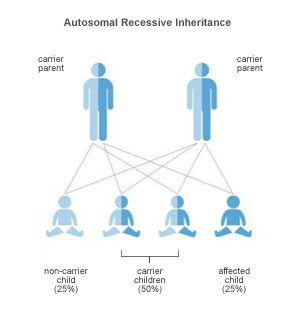 Autosomal Recessive Inheritance
carrier
parent
carrier
parent
non-carrier
child
(25%)
carrier
children
(50%)
affected
child
(25%)